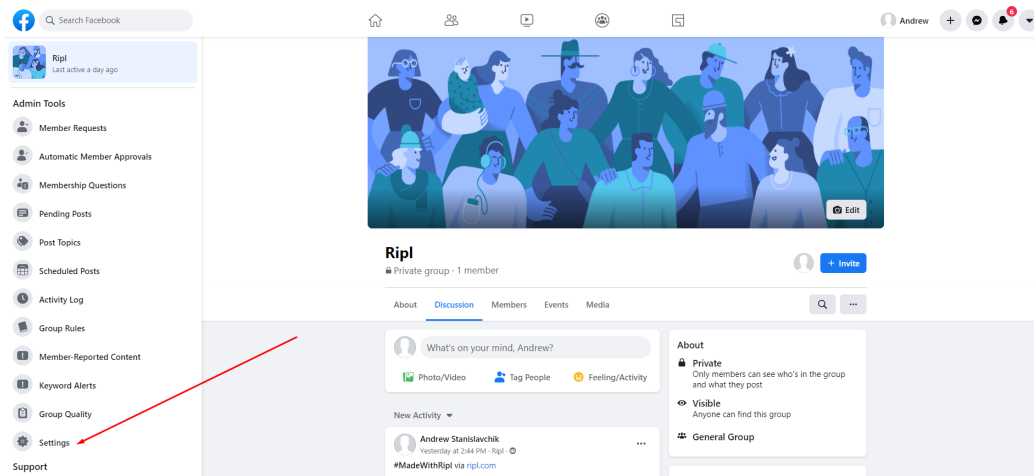 Search Facebook
Andrew
6
Ripl
Last active a day ago
Admin Tools
Member Requests
Automatic Member Approvals
Membership Questions
Pending Posts
Post Topics
Scheduled Posts
Activity Log
Group Rules
Member-Reported Content
Keyword Alerts
Group Quality
Settings
Support
Edit
Ripl
Private group · 1 member
+ Invite
About Discussion Members Events Media
What's on your mind, Andrew?
Photo/Video Tag People Feeling/Activity
New Activity
Andrew Stanislavchik
Yesterday at 2:44 PM · Ripl ·
#MadeWithRipl via ripl.com
About
Private
Only members can see who's in the group
and what they post
Visible
Anyone can find this group
General Group